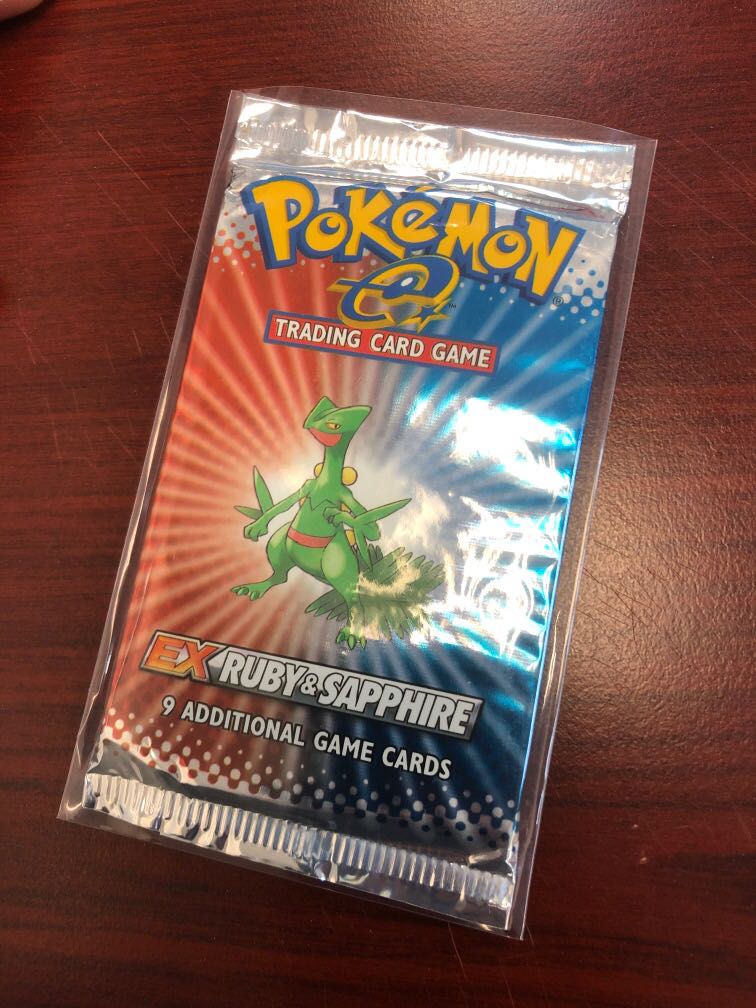 POKéMON
e
TRADING CARD GAME
EX RUBY & SAPPHIRE
9 ADDITIONAL GAME CARDS